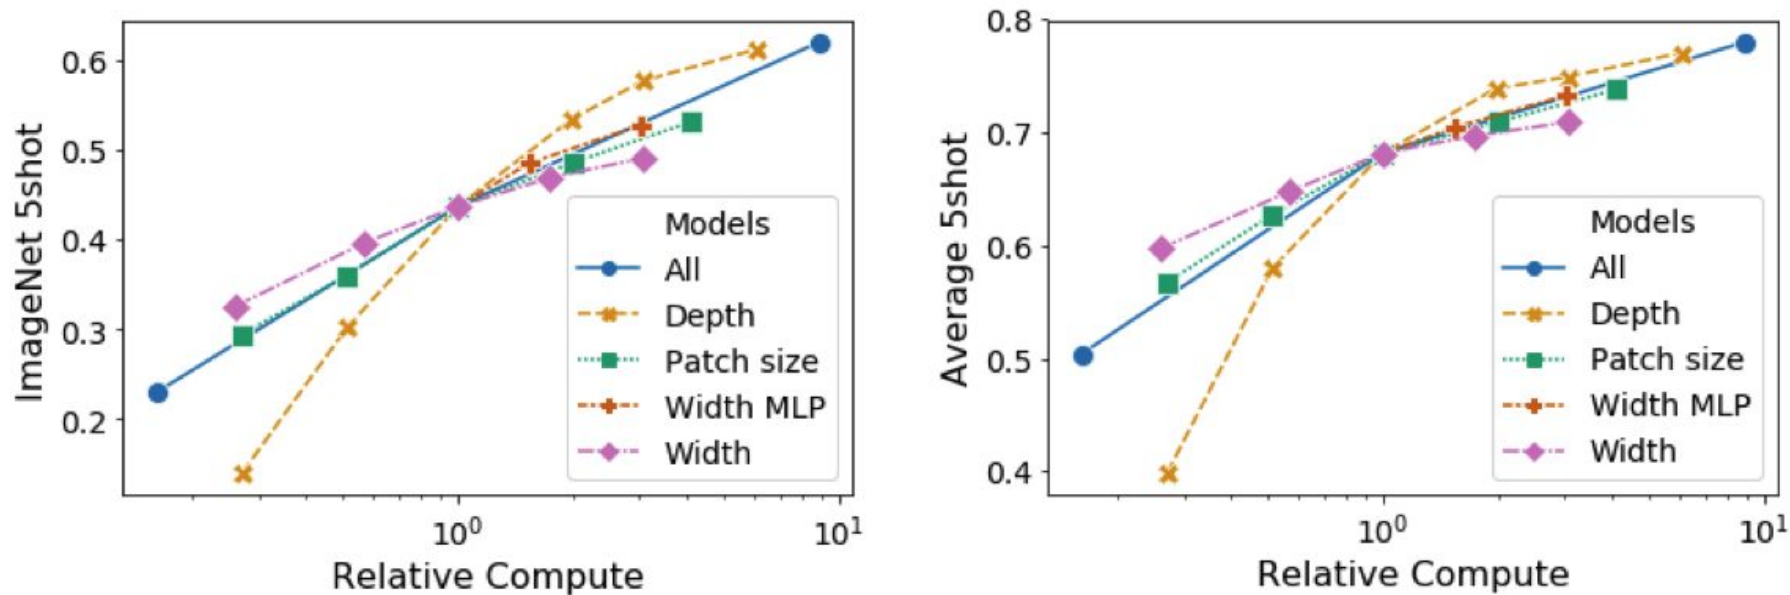 ImageNet 5shot
0.6
0.5
0.4
0.3
0.2
Models
All
Depth
Patch size
Width MLP
Width
10⁰
10¹
Relative Compute
Average 5shot
0.8
0.7
0.6
0.5
0.4
Models
All
Depth
Patch size
Width MLP
Width
10⁰
10¹
Relative Compute